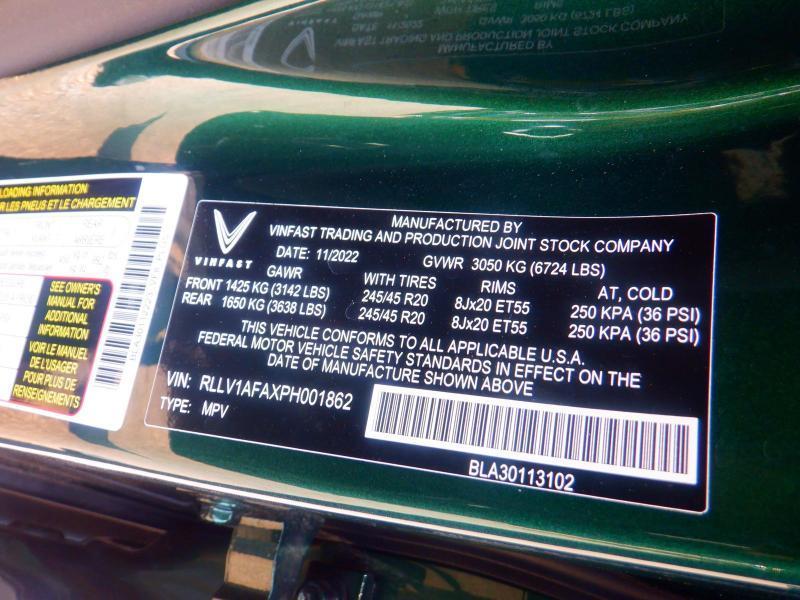 LOADING INFORMATION
R LES PNEUS ET LE CHARGEMENT
SEE OWNER'S
MANUAL FOR
ADDITIONAL
INFORMATION
VOIR LE MANUEL
DE L'USAGER
POUR PLUS DE
RENSEIGNEMENTS
VINFAST
MANUFACTURED BY
VINFAST TRADING AND PRODUCTION JOINT STOCK COMPANY
DATE: 11/2022 GVWR 3050 KG (6724 LBS)
GAWR WITH TIRES RIMS AT, COLD
FRONT 1425 KG (3142 LBS) 245/45 R20 8Jx20 ET55 250 KPA (36 PSI)
REAR 1650 KG (3638 LBS) 245/45 R20 8Jx20 ET55 250 KPA (36 PSI)
THIS VEHICLE CONFORMS TO ALL APPLICABLE U.S.A.
FEDERAL MOTOR VEHICLE SAFETY STANDARDS IN EFFECT ON THE
DATE OF MANUFACTURE SHOWN ABOVE
VIN: RLLV1AFAXPH001862
TYPE: MPV
BLA30113102